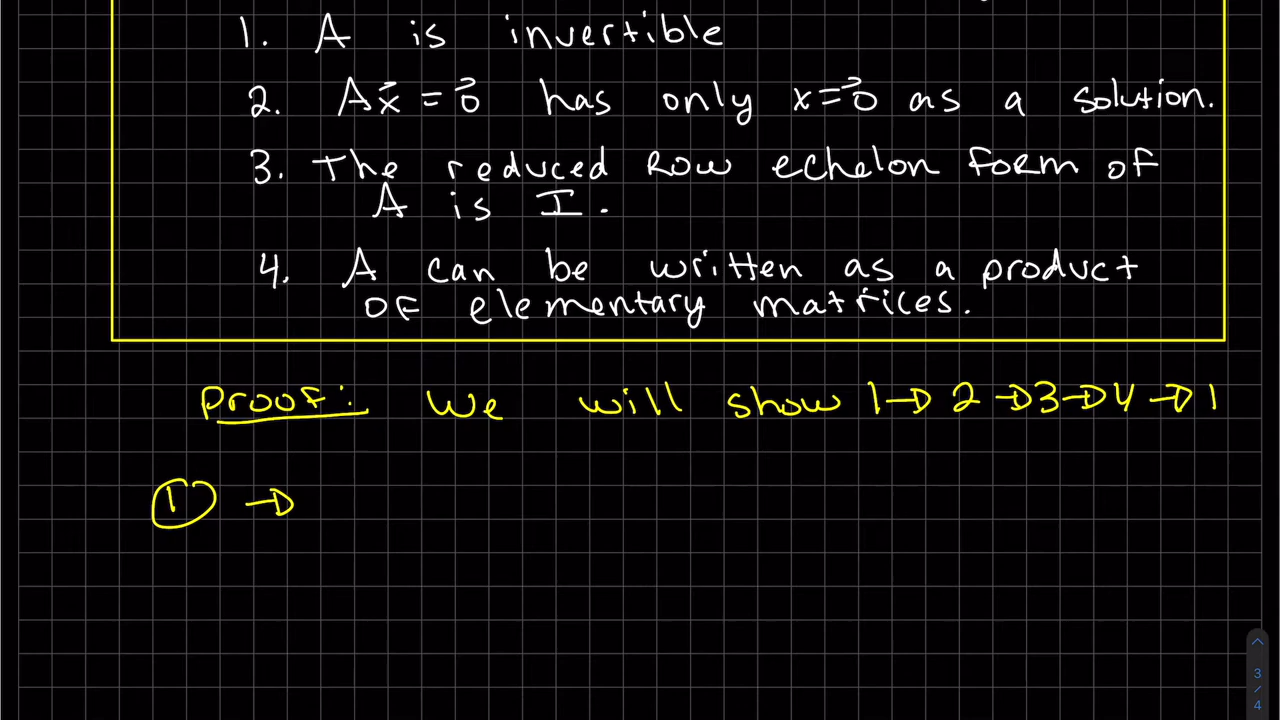 1. A is invertible
2. Ax⃗ = 0⃗ has only x = 0⃗ as a solution.
3. The reduced Row echelon form of
A is I.
4. A can be written as a product
OF elementary matrices.
Proof: We will show 1→2→3→4→1
① →
3
/
4